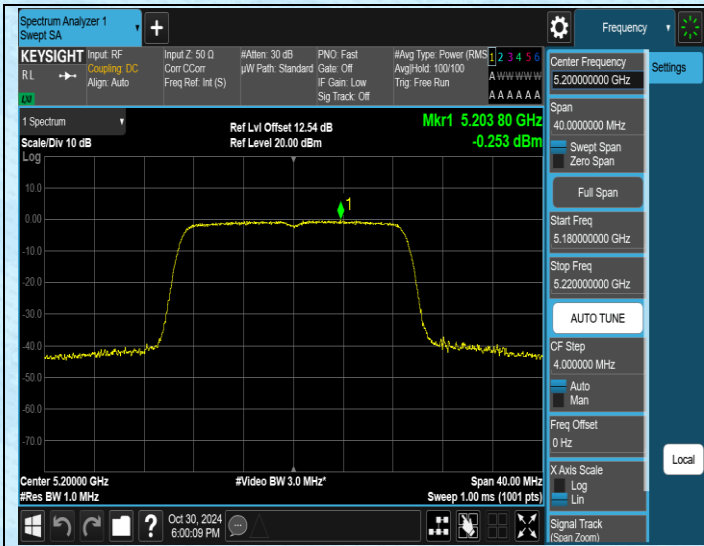 Spectrum Analyzer 1
Swept SA
+
Frequency
KEYSIGHT
RL
LXI
Input: RF
Coupling: DC
Align: Auto
Input Z: 50 Ω
Corr CCorr
Freq Ref: Int (S)
#Atten: 30 dB
µW Path: Standard
PNO: Fast
Gate: Off
IF Gain: Low
Sig Track: Off
#Avg Type: Power (RMS
Avg|Hold: 100/100
Trig: Free Run
1 2 3 4 5 6
A W W W W W
A A A A A A
1 Spectrum
Scale/Div 10 dB
Log
Ref Lvl Offset 12.54 dB
Ref Level 20.00 dBm
Mkr1 5.203 80 GHz
-0.253 dBm
1
10.0
0.00
-10.0
-20.0
-30.0
-40.0
-50.0
-60.0
-70.0
Center 5.20000 GHz
#Res BW 1.0 MHz
#Video BW 3.0 MHz*
Span 40.00 MHz
Sweep 1.00 ms (1001 pts)
?
Oct 30, 2024
6:00:09 PM
Center Frequency
5.200000000 GHz
Settings
Span
40.0000000 MHz
Swept Span
Zero Span
Full Span
Start Freq
5.180000000 GHz
Stop Freq
5.220000000 GHz
AUTO TUNE
CF Step
4.000000 MHz
Auto
Man
Freq Offset
0 Hz
Local
X Axis Scale
Log
Lin
Signal Track
(Span Zoom)